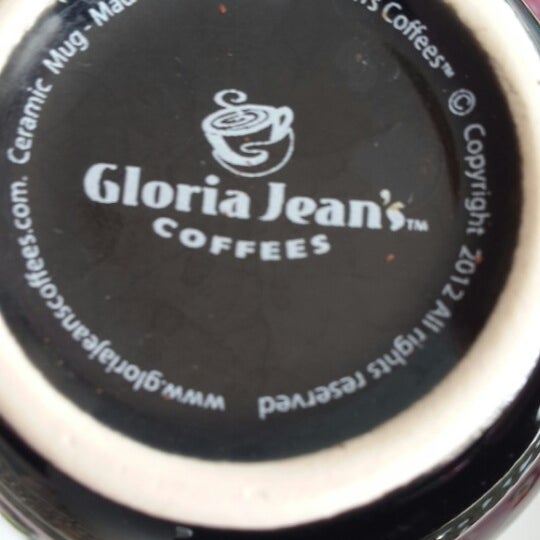 Gloria Jean's™
COFFEES
Coffees™ © Copyright 2012 All rights reserved
www.gloriajeanscoffees.com. Ceramic Mug -